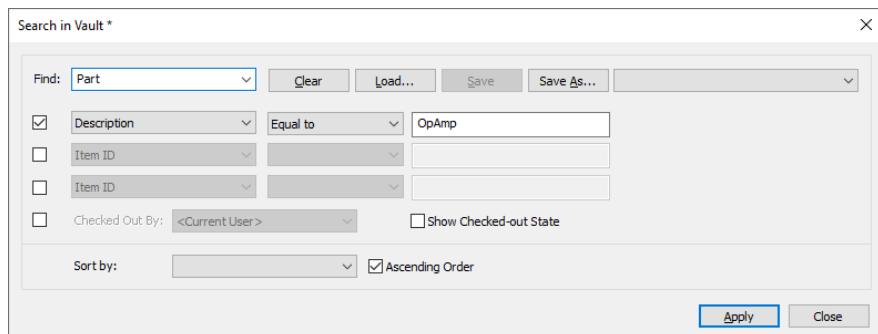 Search in Vault *
Find: Part Clear Load... Save Save As...
Description Equal to OpAmp
Item ID
Item ID
Checked Out By: <Current User> Show Checked-out State
Sort by: Ascending Order
Apply Close